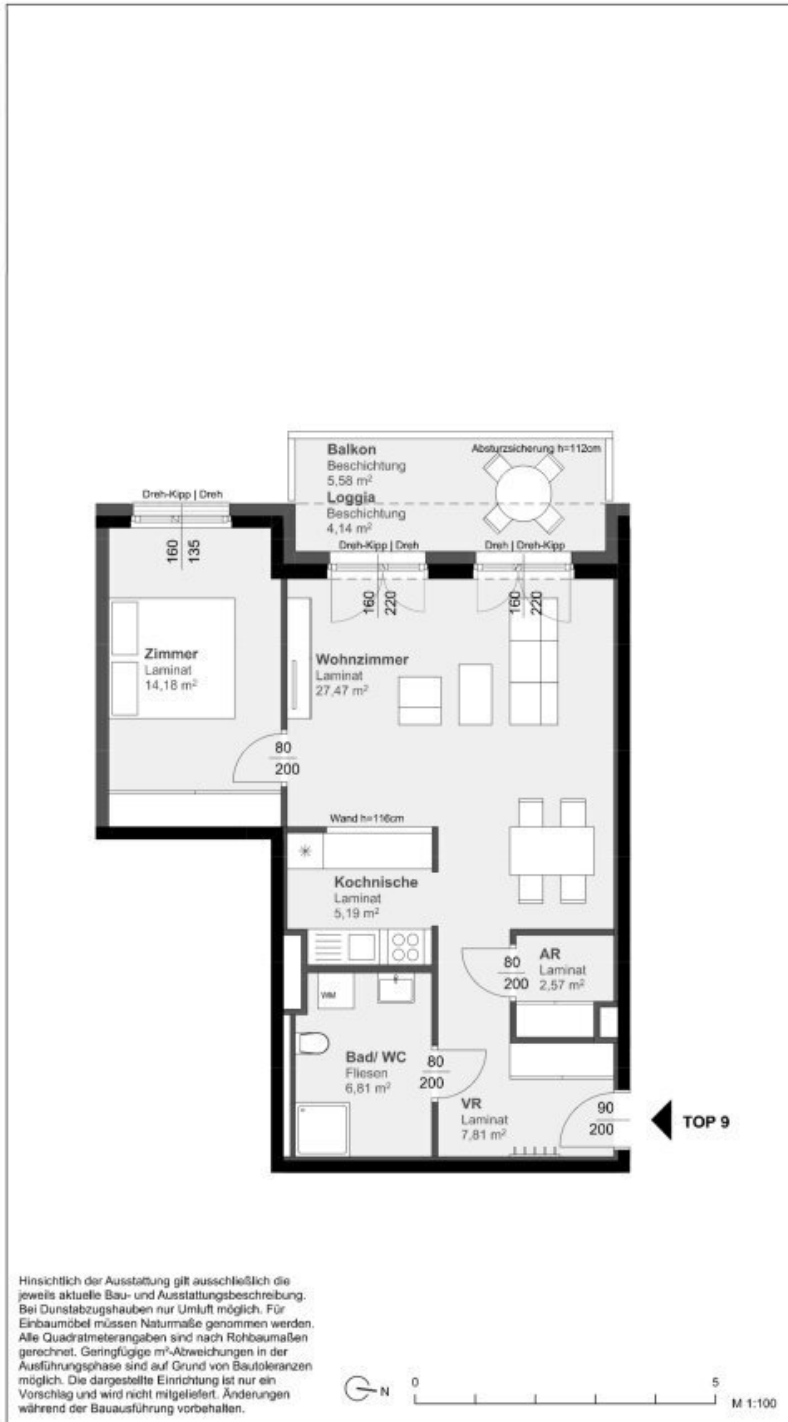 Balkon
Beschichtung
5,58 m²
Absturzsicherung h=112cm
Loggia
Beschichtung
4,14 m²
Dreh-Kipp | Dreh
160
135
Dreh-Kipp | Dreh
Dreh | Dreh-Kipp
160
220
160
220
Zimmer
Laminat
14,18 m²
Wohnzimmer
Laminat
27,47 m²
80
200
Wand h=116cm
Kochnische
Laminat
5,19 m²
AR
Laminat
2,57 m²
80
200
WM
Bad/ WC
Fliesen
6,81 m²
80
200
VR
Laminat
7,81 m²
90
200
TOP 9
Hinsichtlich der Ausstattung gilt ausschließlich die
jeweils aktuelle Bau- und Ausstattungsbeschreibung.
Bei Dunstabzugshauben nur Umluft möglich. Für
Einbaumöbel müssen Naturmaße genommen werden.
Alle Quadratmeterangaben sind nach Rohbaumaßen
gerechnet. Geringfügige m²-Abweichungen in der
Ausführungsphase sind auf Grund von Bautoleranzen
möglich. Die dargestellte Einrichtung ist nur ein
Vorschlag und wird nicht mitgeliefert. Änderungen
während der Bauausführung vorbehalten.
N
0
5
M 1:100